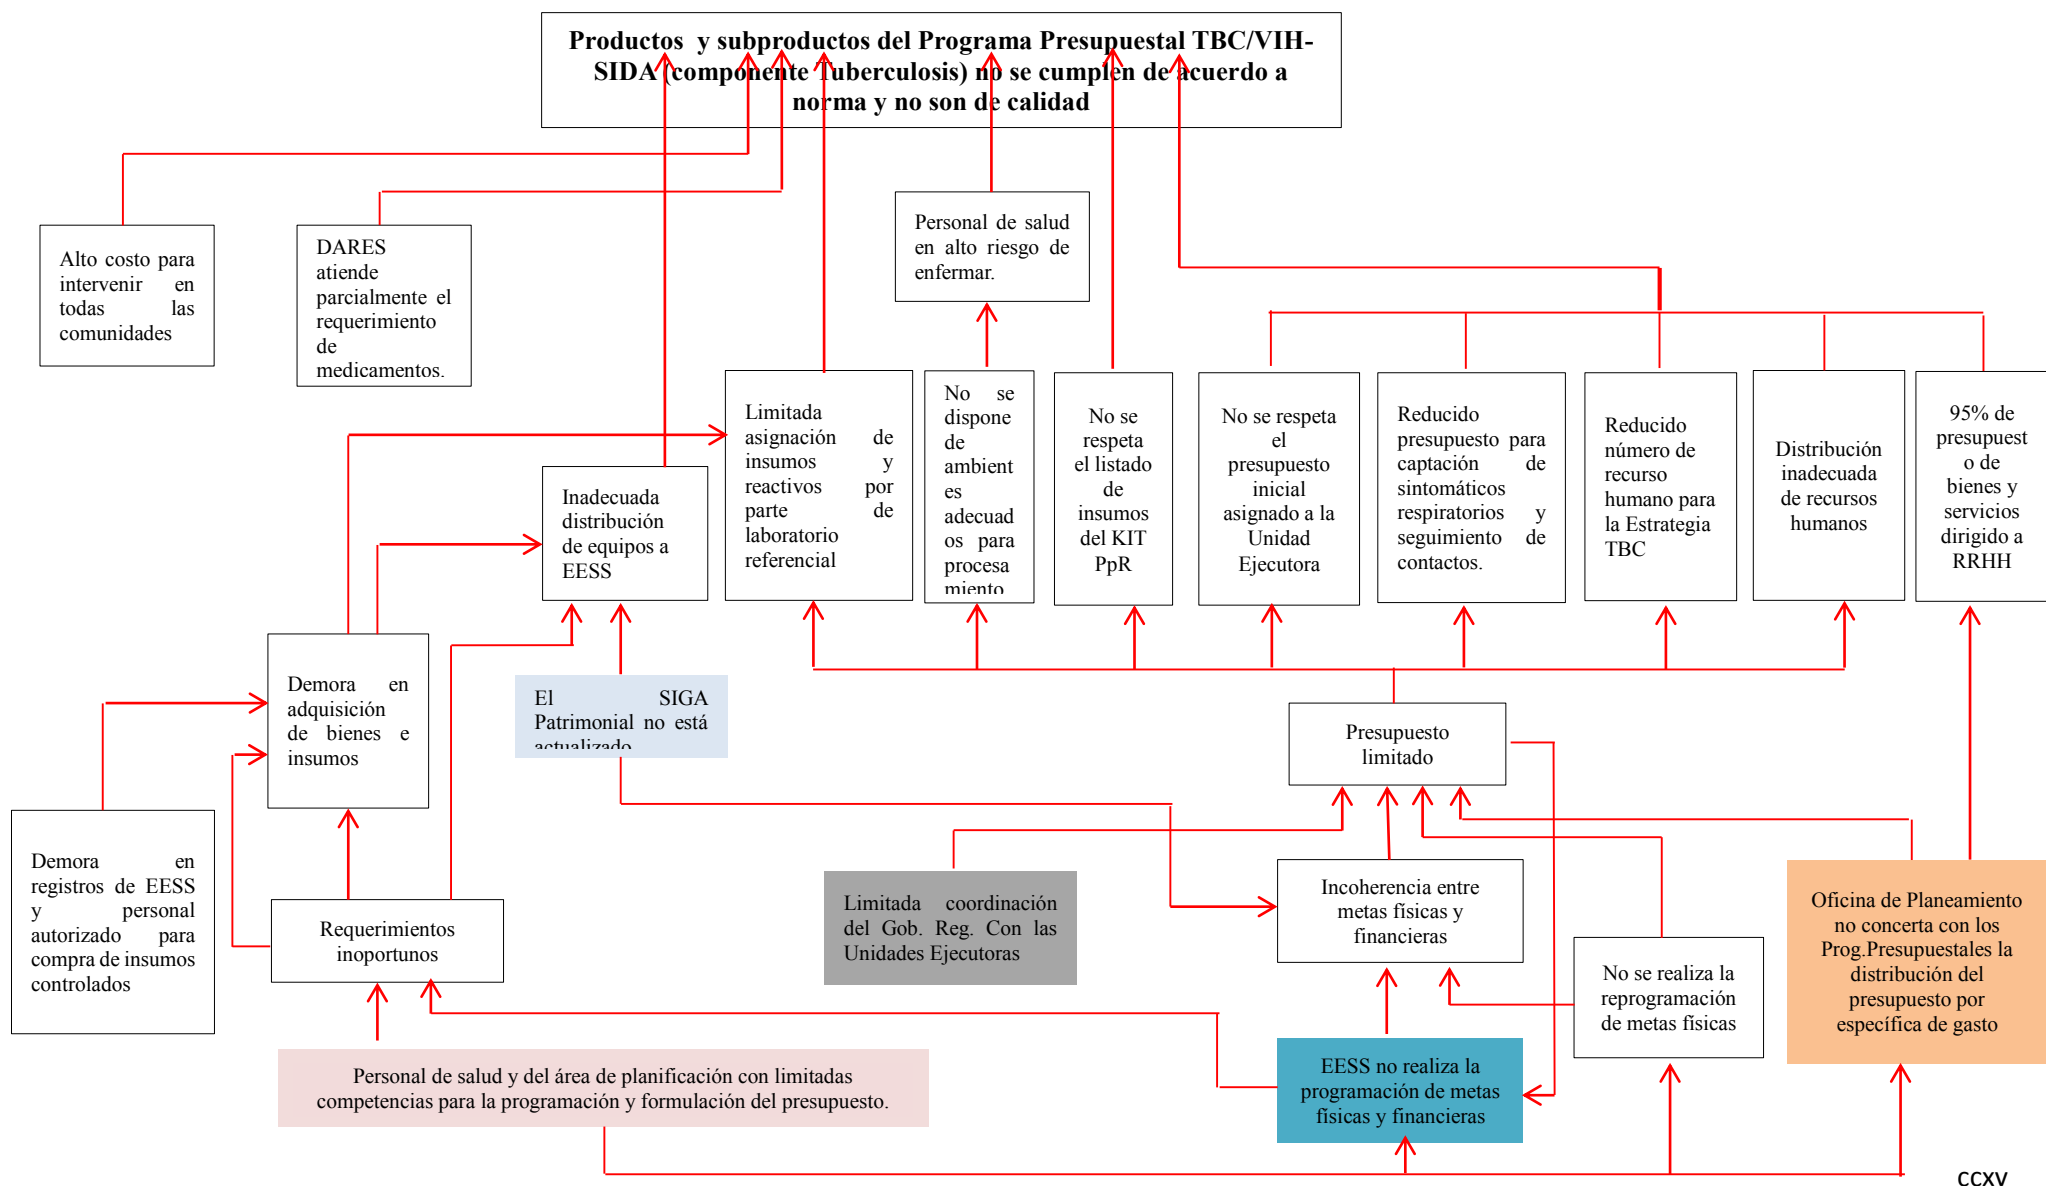 Productos y subproductos del Programa Presupuestal TBC/VIH-
SIDA (componente Tuberculosis) no se cumplen de acuerdo a
norma y no son de calidad
Alto costo para
intervenir en
todas las
comunidades
DARES
atiende
parcialmente el
requerimiento
de
medicamentos.
Personal de salud
en alto riesgo de
enfermar.
Limitada
asignación de
insumos y
reactivos por
parte de
laboratorio
referencial
No se
dispone
de
ambient
es
adecuad
os para
procesa
miento
No se
respeta
el listado
de
insumos
del KIT
PpR
No se respeta
el
presupuesto
inicial
asignado a la
Unidad
Ejecutora
Reducido
presupuesto para
captación de
sintomáticos
respiratorios y
seguimiento de
contactos.
Reducido
número de
recurso
humano para
la Estrategia
TBC
Distribución
inadecuada
de recursos
humanos
95% de
presupuest
o de
bienes y
servicios
dirigido a
RRHH
Inadecuada
distribución
de equipos a
EESS
Demora en
adquisición
de bienes e
insumos
El SIGA
Patrimonial no está
actualizado
Presupuesto
limitado
Demora en
registros de EESS
y personal
autorizado para
compra de insumos
controlados
Requerimientos
inoportunos
Limitada coordinación
del Gob. Reg. Con las
Unidades Ejecutoras
Incoherencia entre
metas físicas y
financieras
No se realiza la
reprogramación
de metas físicas
Oficina de Planeamiento
no concerta con los
Prog.Presupuestales la
distribución del
presupuesto por
específica de gasto
Personal de salud y del área de planificación con limitadas
competencias para la programación y formulación del presupuesto.
EESS no realiza la
programación de metas
físicas y financieras
CCXV